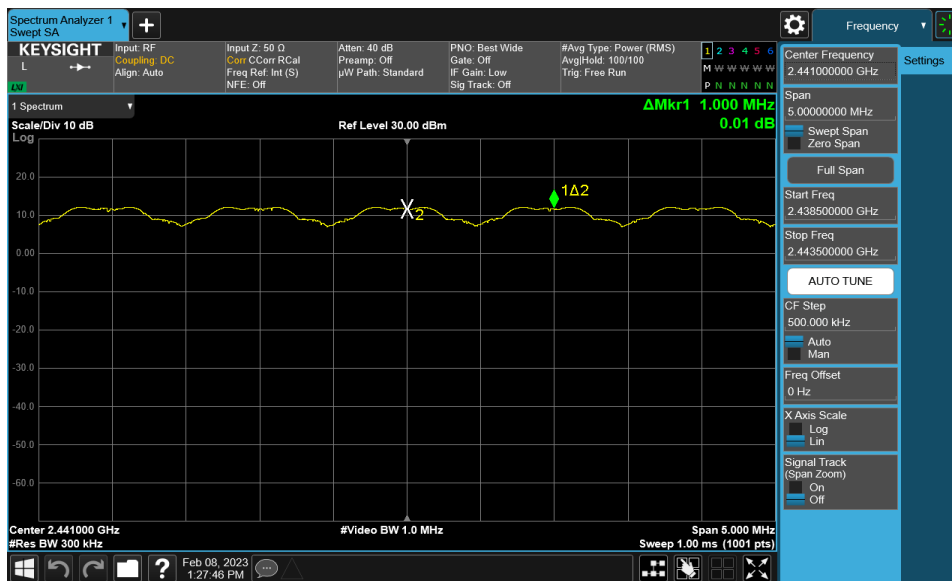 Spectrum Analyzer 1
Swept SA
Frequency
KEYSIGHT
L
LXI
Input: RF
Coupling: DC
Align: Auto
Input Z: 50 Ω
Corr CCorr RCal
Freq Ref: Int (S)
NFE: Off
Atten: 40 dB
Preamp: Off
µW Path: Standard
PNO: Best Wide
Gate: Off
IF Gain: Low
Sig Track: Off
#Avg Type: Power (RMS)
Avg|Hold: 100/100
Trig: Free Run
1 2 3 4 5 6
M W W W W W
P N N N N N
1 Spectrum
ΔMkr1 1.000 MHz
0.01 dB
Scale/Div 10 dB
Ref Level 30.00 dBm
Log
20.0
10.0
0.00
-10.0
-20.0
-30.0
-40.0
-50.0
-60.0
1Δ2
2
Center 2.441000 GHz
#Video BW 1.0 MHz
Span 5.000 MHz
#Res BW 300 kHz
Sweep 1.00 ms (1001 pts)
Center Frequency
2.441000000 GHz
Settings
Span
5.00000000 MHz
Swept Span
Zero Span
Full Span
Start Freq
2.438500000 GHz
Stop Freq
2.443500000 GHz
AUTO TUNE
CF Step
500.000 kHz
Auto
Man
Freq Offset
0 Hz
X Axis Scale
Log
Lin
Signal Track
(Span Zoom)
On
Off
?
Feb 08, 2023
1:27:46 PM